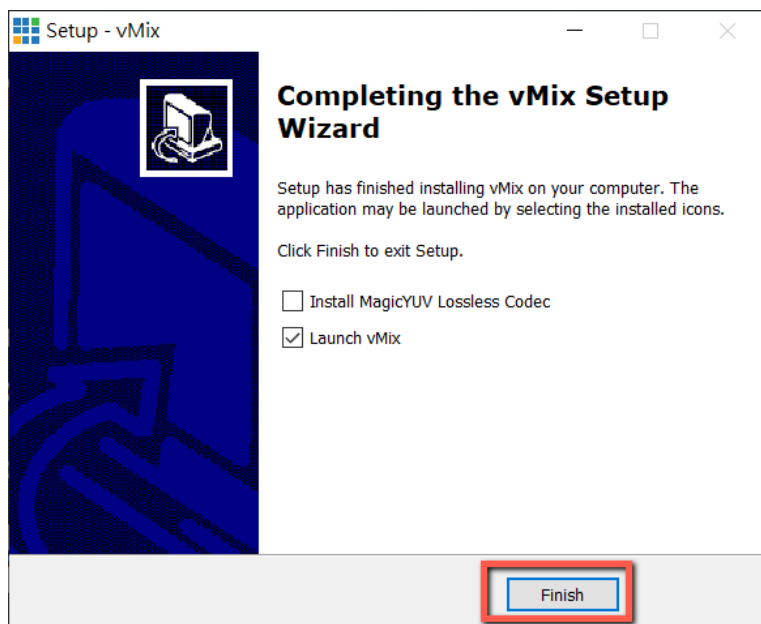 Setup - vMix
Completing the vMix Setup
Wizard
Setup has finished installing vMix on your computer. The
application may be launched by selecting the installed icons.
Click Finish to exit Setup.
Install MagicYUV Lossless Codec
Launch vMix
Finish